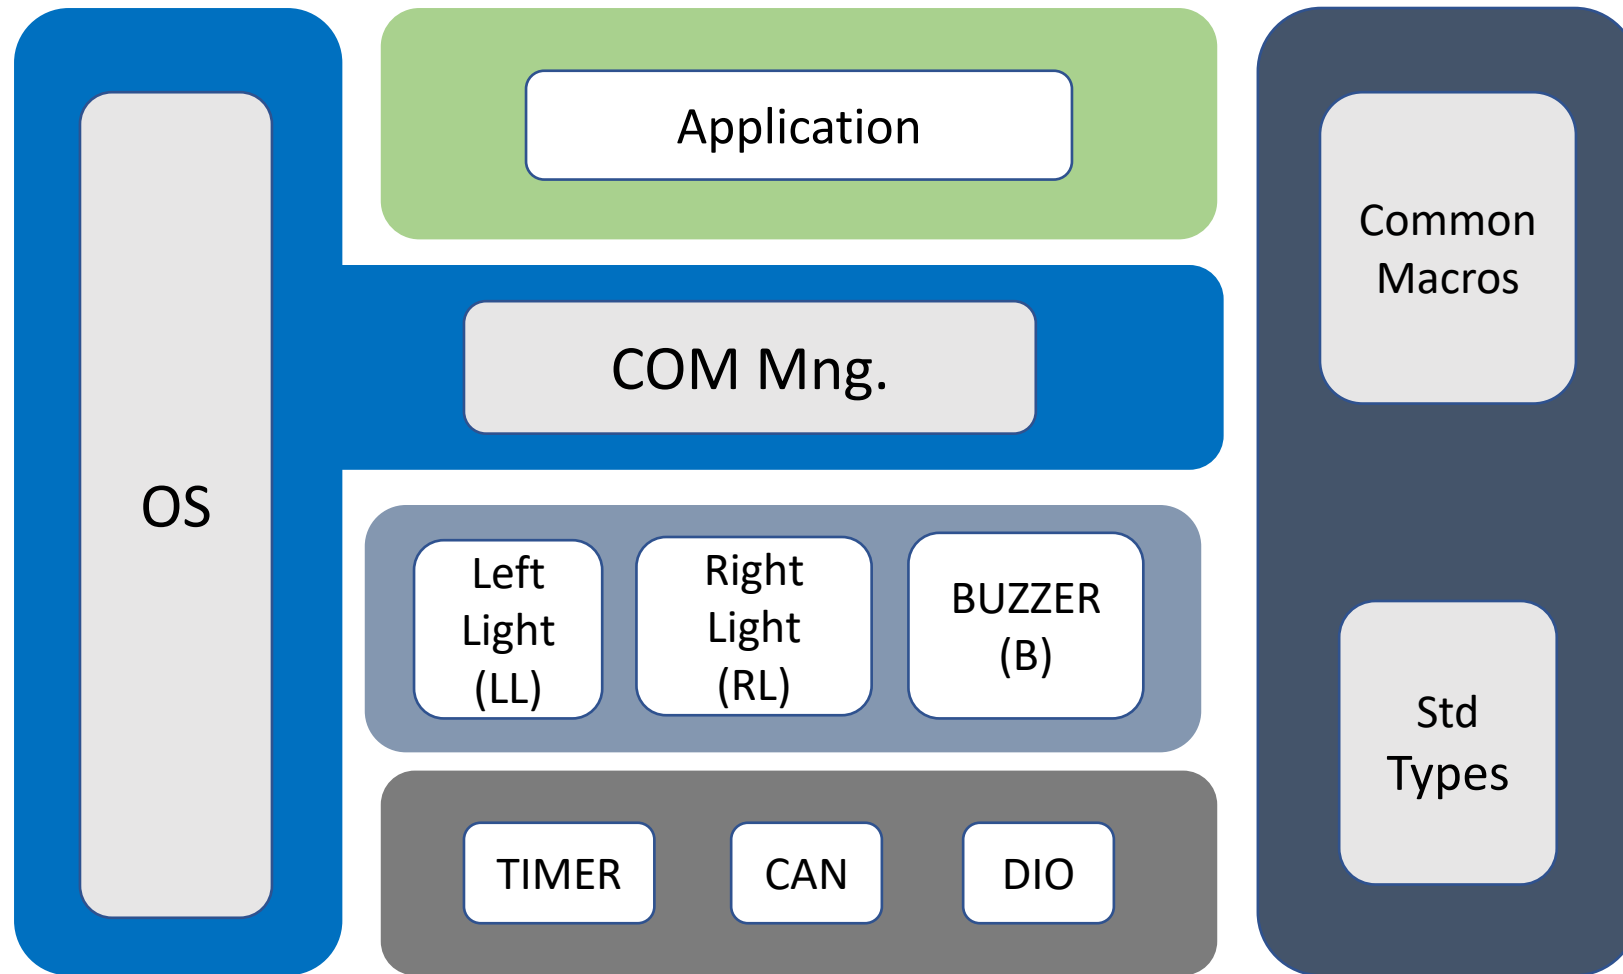 Application
Common
Macros
COM Mng.
OS
Left
Light
(LL)
Right
Light
(RL)
BUZZER
(B)
Std
Types
TIMER
CAN
DIO